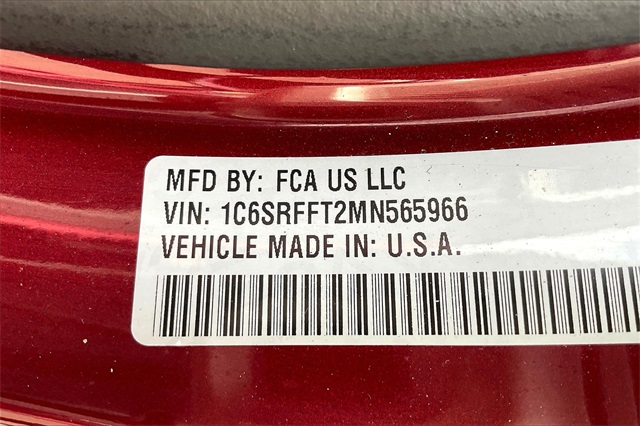 MFD BY: FCA US LLC
VIN: 1C6SRFFT2MN565966
VEHICLE MADE IN: U.S.A.